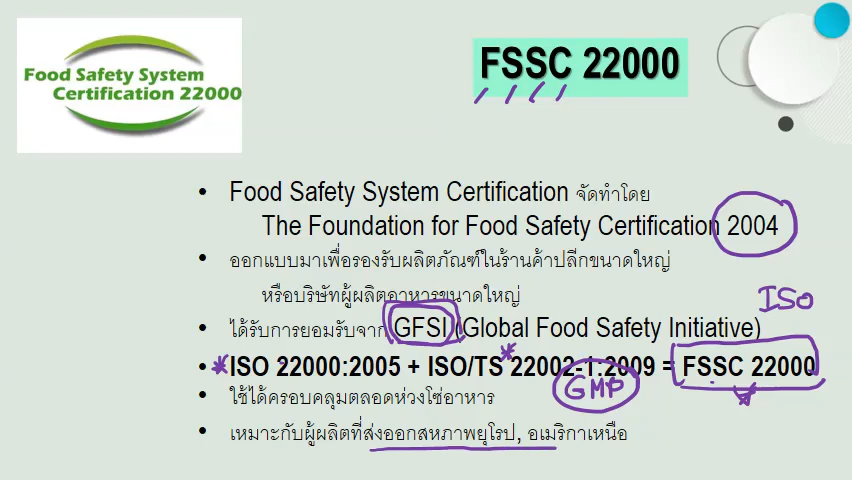 Food Safety System
Certification 22000
FSSC 22000
• Food Safety System Certification จัดทำโดย
The Foundation for Food Safety Certification 2004
• ออกแบบมาเพื่อรองรับผลิตภัณฑ์ในร้านค้าปลีกขนาดใหญ่
หรือบริษัทผู้ผลิตอาหารขนาดใหญ่
ISO
• ได้รับการยอมรับจาก GFSI (Global Food Safety Initiative)
• *ISO 22000:2005 + ISO/TS *22002-1:2009 = FSSC 22000
GMP
• ใช้ได้ครอบคลุมตลอดห่วงโซ่อาหาร
• เหมาะกับผู้ผลิตที่ส่งออกสหภาพยุโรป, อเมริกาเหนือ